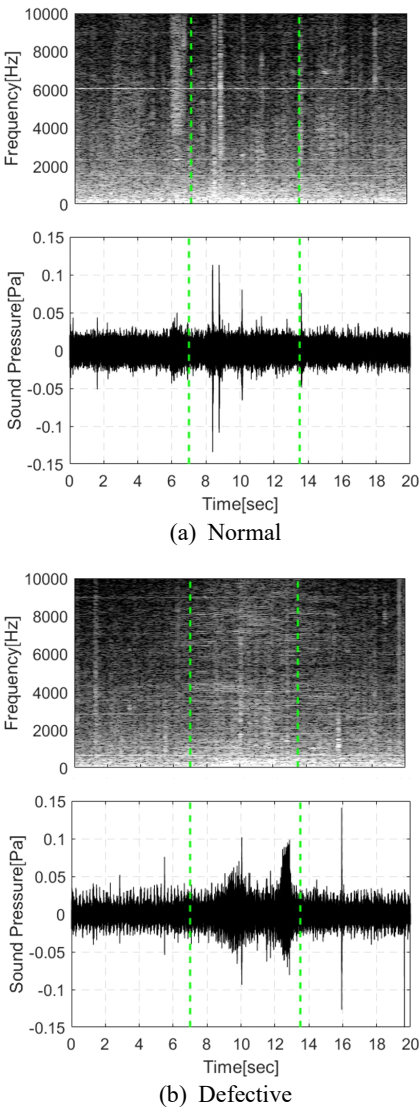 10000
8000
6000
4000
2000
0
Frequency[Hz]
0.15
0.1
0.05
0
-0.05
-0.1
-0.15
Sound Pressure[Pa]
0 2 4 6 8 10 12 14 16 18 20
Time[sec]
(a) Normal
10000
8000
6000
4000
2000
0
Frequency[Hz]
0.15
0.1
0.05
0
-0.05
-0.1
-0.15
Sound Pressure[Pa]
0 2 4 6 8 10 12 14 16 18 20
Time[sec]
(b) Defective